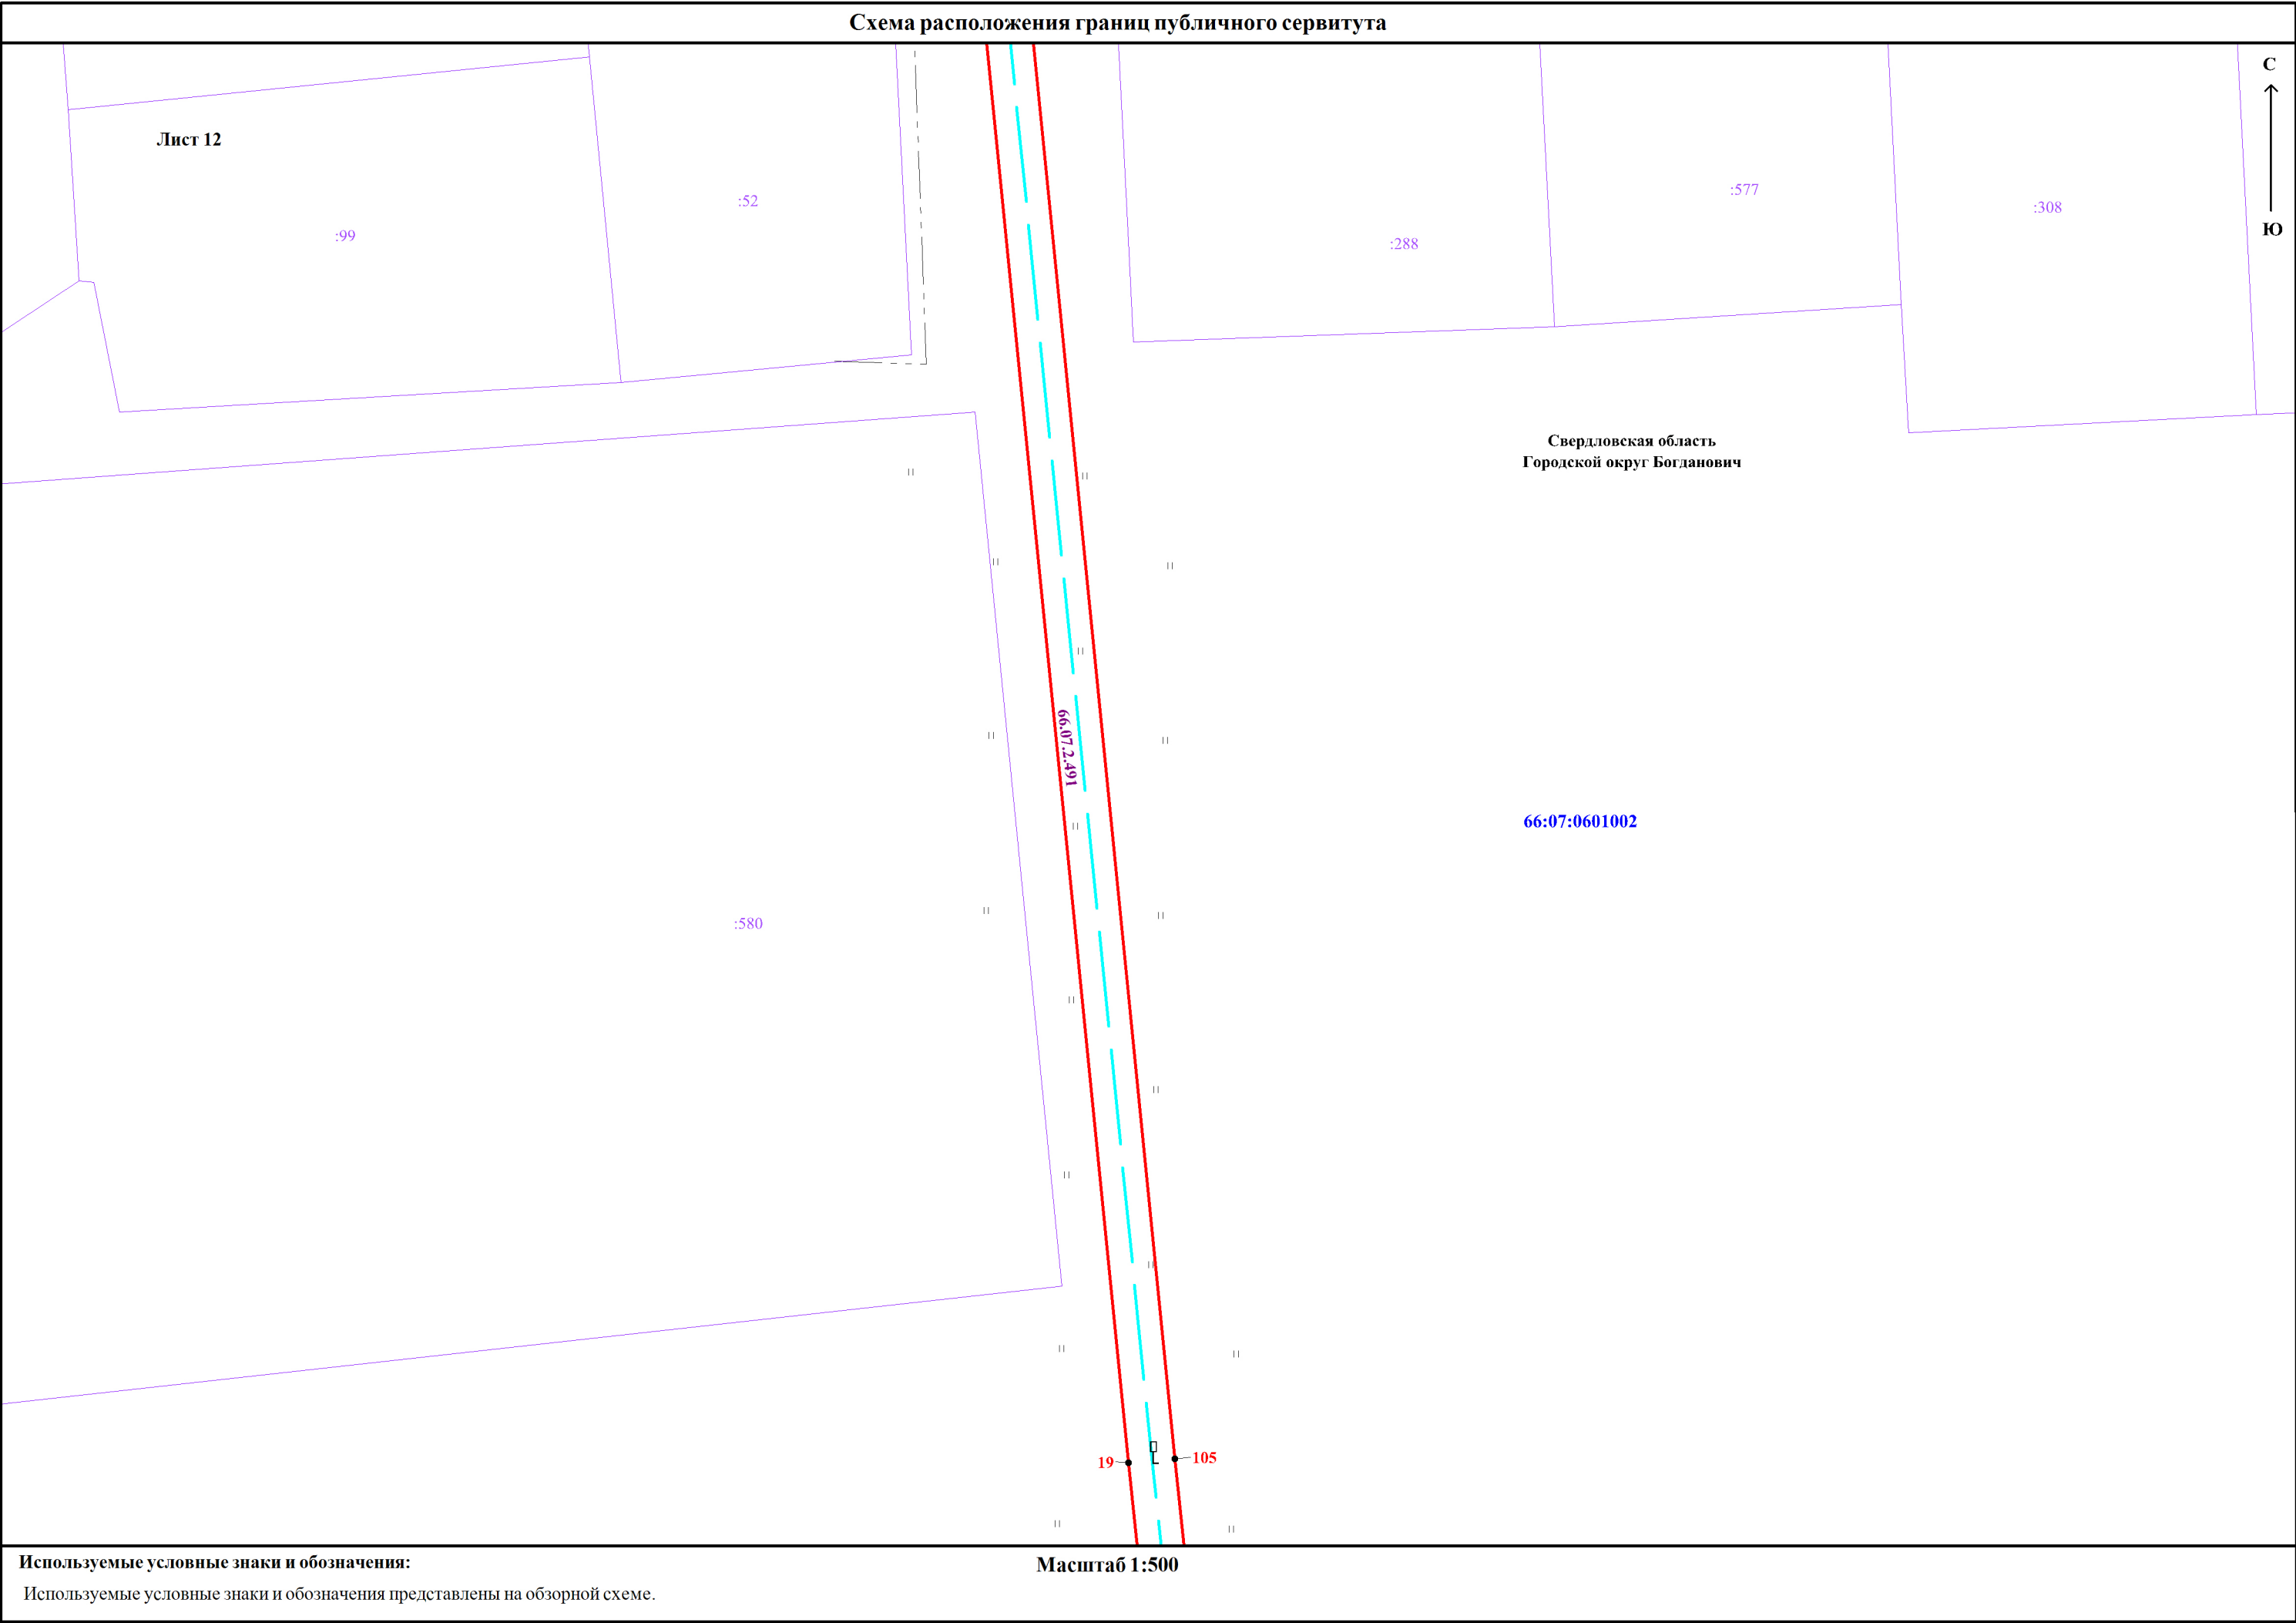 Схема расположения границ публичного сервитута
С
Лист 12
:577
:52
:308
Ю
:99
:288
Свердловская область
Городской округ Богданович
66.07.2.491
66:07:0601002
:580
19
105
Используемые условные знаки и обозначения:
Масштаб 1:500
Используемые условные знаки и обозначения представлены на обзорной схеме.